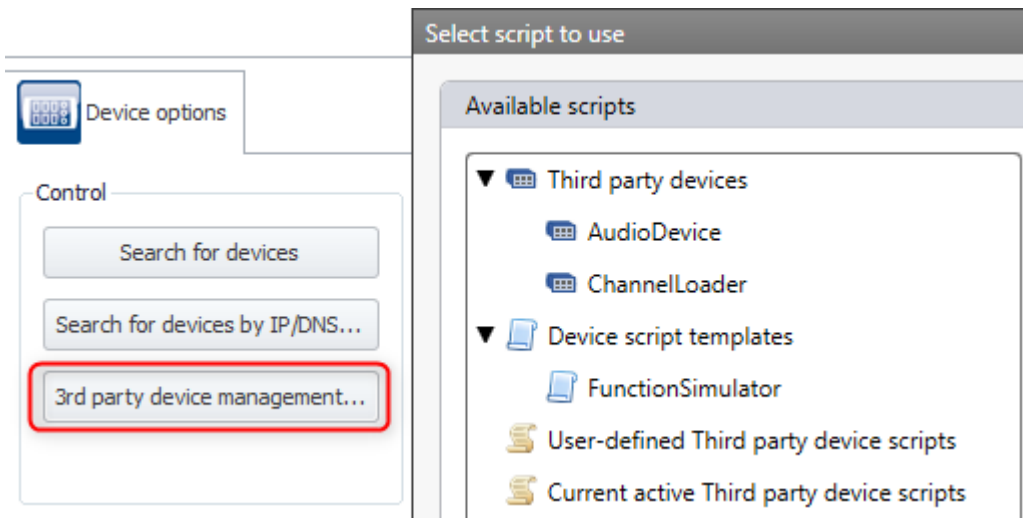 Device options
Control
Search for devices
Search for devices by IP/DNS...
3rd party device management...
Select script to use
Available scripts
Third party devices
AudioDevice
ChannelLoader
Device script templates
FunctionSimulator
User-defined Third party device scripts
Current active Third party device scripts